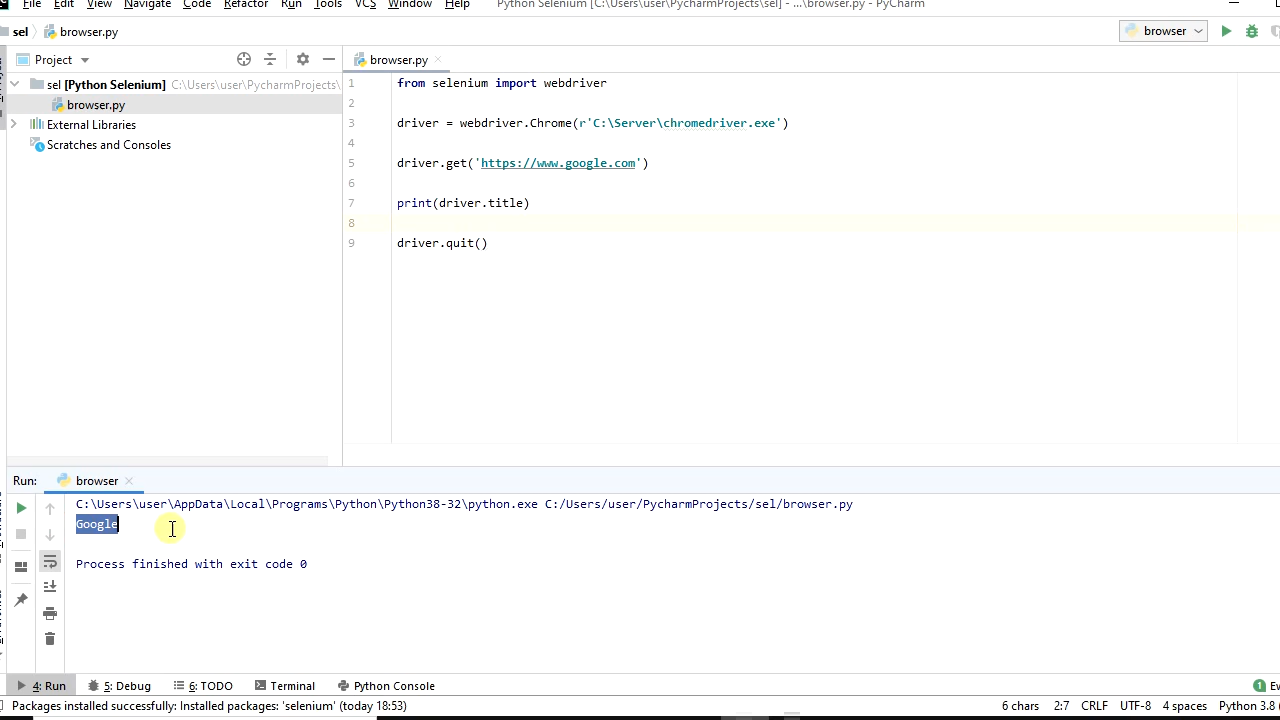 File Edit View Navigate Code Refactor Run Tools VCS Window Help Python Selenium [C:\Users\user\PycharmProjects\sel] - ...\browser.py - PyCharm
sel browser.py browser
Project browser.py
sel [Python Selenium] C:\Users\user\PycharmProjects\
browser.py
External Libraries
Scratches and Consoles
1 from selenium import webdriver
2
3 driver = webdriver.Chrome(r'C:\Server\chromedriver.exe')
4
5 driver.get('https://www.google.com')
6
7 print(driver.title)
8
9 driver.quit()
Run: browser
C:\Users\user\AppData\Local\Programs\Python\Python38-32\python.exe C:/Users/user/PycharmProjects/sel/browser.py
Google
Process finished with exit code 0
4: Run 5: Debug 6: TODO Terminal Python Console 1
Packages installed successfully: Installed packages: 'selenium' (today 18:53) 6 chars 2:7 CRLF UTF-8 4 spaces Python 3.8